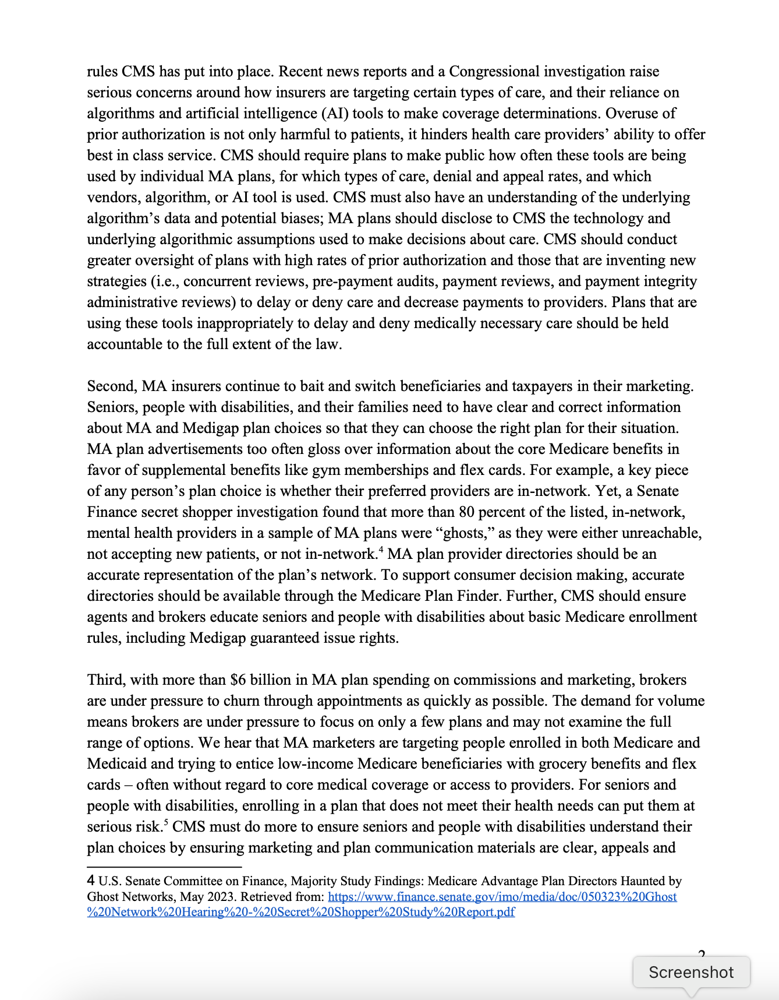 rules CMS has put into place. Recent news reports and a Congressional investigation raise
serious concerns around how insurers are targeting certain types of care, and their reliance on
algorithms and artificial intelligence (AI) tools to make coverage determinations. Overuse of
prior authorization is not only harmful to patients, it hinders health care providers’ ability to offer
best in class service. CMS should require plans to make public how often these tools are being
used by individual MA plans, for which types of care, denial and appeal rates, and which
vendors, algorithm, or AI tool is used. CMS must also have an understanding of the underlying
algorithm’s data and potential biases; MA plans should disclose to CMS the technology and
underlying algorithmic assumptions used to make decisions about care. CMS should conduct
greater oversight of plans with high rates of prior authorization and those that are inventing new
strategies (i.e., concurrent reviews, pre-payment audits, payment reviews, and payment integrity
administrative reviews) to delay or deny care and decrease payments to providers. Plans that are
using these tools inappropriately to delay and deny medically necessary care should be held
accountable to the full extent of the law.
Second, MA insurers continue to bait and switch beneficiaries and taxpayers in their marketing.
Seniors, people with disabilities, and their families need to have clear and correct information
about MA and Medigap plan choices so that they can choose the right plan for their situation.
MA plan advertisements too often gloss over information about the core Medicare benefits in
favor of supplemental benefits like gym memberships and flex cards. For example, a key piece
of any person’s plan choice is whether their preferred providers are in-network. Yet, a Senate
Finance secret shopper investigation found that more than 80 percent of the listed, in-network,
mental health providers in a sample of MA plans were “ghosts,” as they were either unreachable,
not accepting new patients, or not in-network.4 MA plan provider directories should be an
accurate representation of the plan’s network. To support consumer decision making, accurate
directories should be available through the Medicare Plan Finder. Further, CMS should ensure
agents and brokers educate seniors and people with disabilities about basic Medicare enrollment
rules, including Medigap guaranteed issue rights.
Third, with more than $6 billion in MA plan spending on commissions and marketing, brokers
are under pressure to churn through appointments as quickly as possible. The demand for volume
means brokers are under pressure to focus on only a few plans and may not examine the full
range of options. We hear that MA marketers are targeting people enrolled in both Medicare and
Medicaid and trying to entice low-income Medicare beneficiaries with grocery benefits and flex
cards – often without regard to core medical coverage or access to providers. For seniors and
people with disabilities, enrolling in a plan that does not meet their health needs can put them at
serious risk.5 CMS must do more to ensure seniors and people with disabilities understand their
plan choices by ensuring marketing and plan communication materials are clear, appeals and
4 U.S. Senate Committee on Finance, Majority Study Findings: Medicare Advantage Plan Directors Haunted by
Ghost Networks, May 2023. Retrieved from: https://www.finance.senate.gov/imo/media/doc/050323%20Ghost
%20Network%20Hearing%20-%20Secret%20Shopper%20Study%20Report.pdf
2
Screenshot